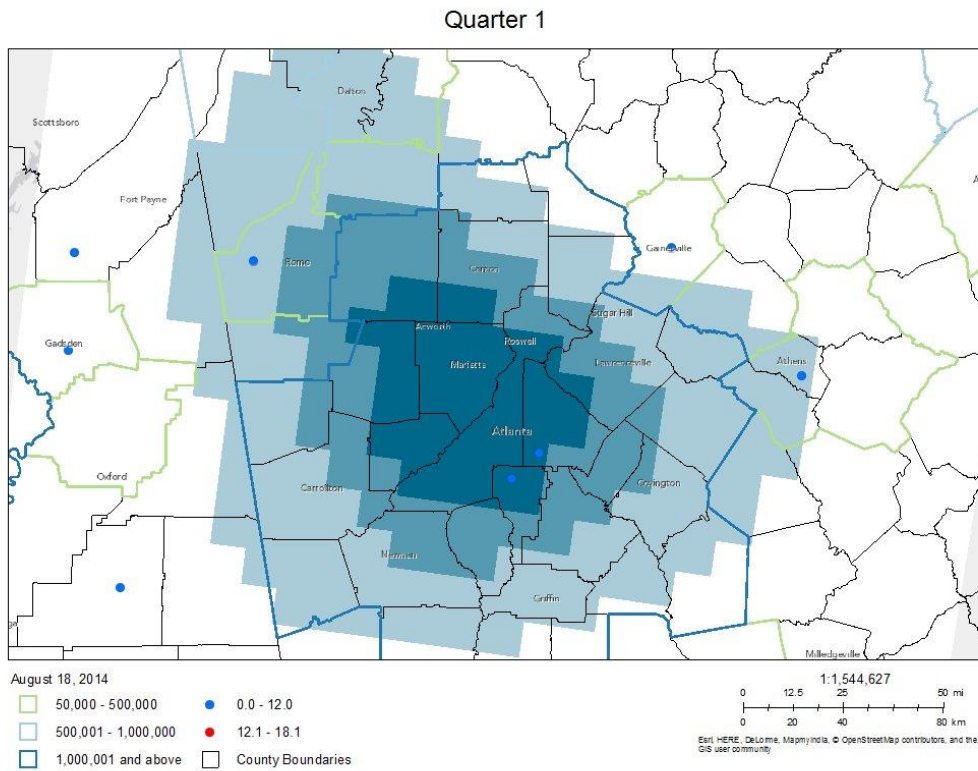 Quarter 1
Dalton
Scottsboro
Fort Payne
Gainesville
Rome
Canton
Sugar Hill
Acworth
Roswell
Gadsden
Marietta
Lawrenceville
Athens
Atlanta
Oxford
Carrollton
Covington
Newnan
Griffin
Milledgeville
August 18, 2014
50,000 - 500,000
0.0 - 12.0
500,001 - 1,000,000
12.1 - 18.1
1,000,001 and above
County Boundaries
1:1,544,627
0 12.5 25 50 mi
0 20 40 80 km
Esri, HERE, DeLorme, MapmyIndia, © OpenStreetMap contributors, and the
GIS user community